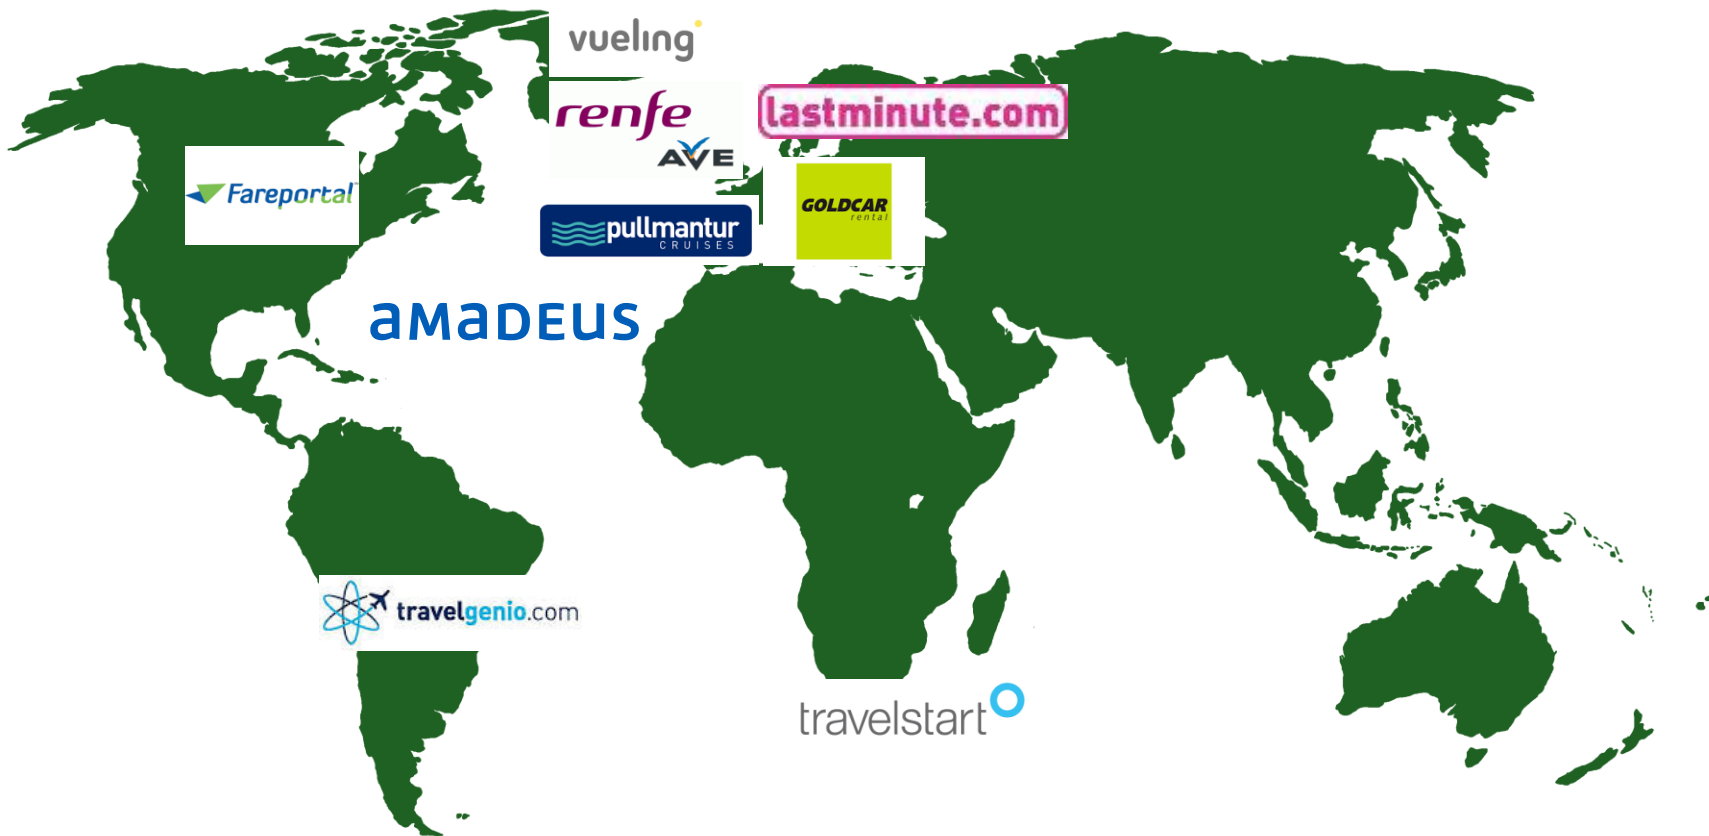 vueling
renfe
AVE
lastminute.com
Fareportal
GOLDCAR
rental
pullmantur
CRUISES
aMaDEUS
travelgenio.com
travelstart